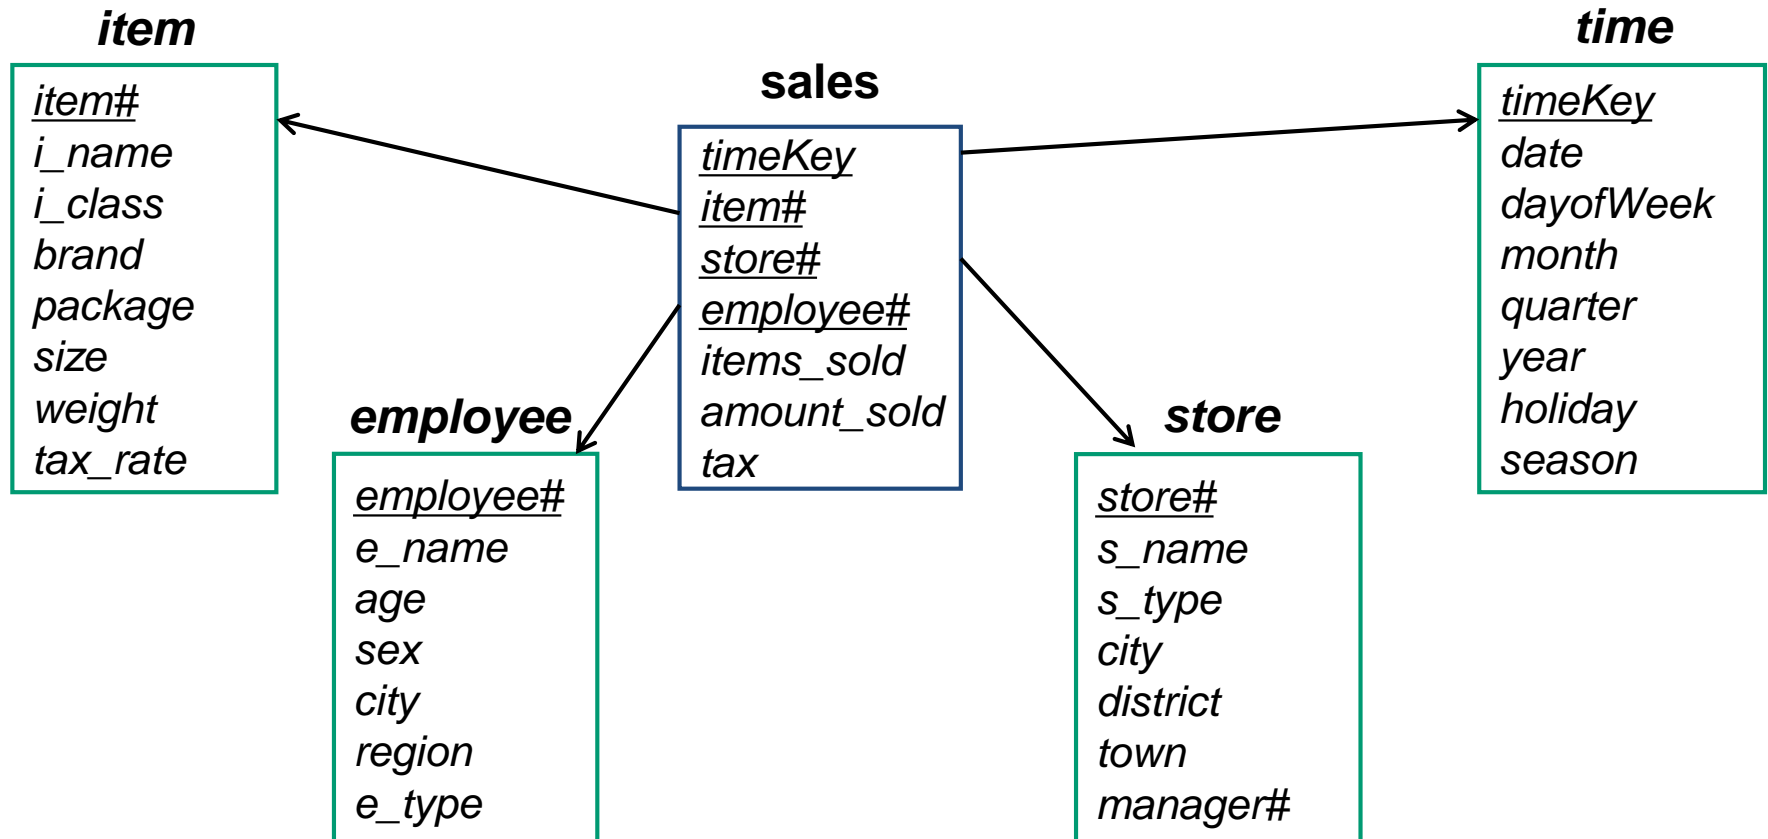 item
item#
i_name
i_class
brand
package
size
weight
tax_rate
sales
timeKey
item#
store#
employee#
items_sold
amount_sold
tax
time
timeKey
date
dayofWeek
month
quarter
year
holiday
season
employee
employee#
e_name
age
sex
city
region
e_type
store
store#
s_name
s_type
city
district
town
manager#